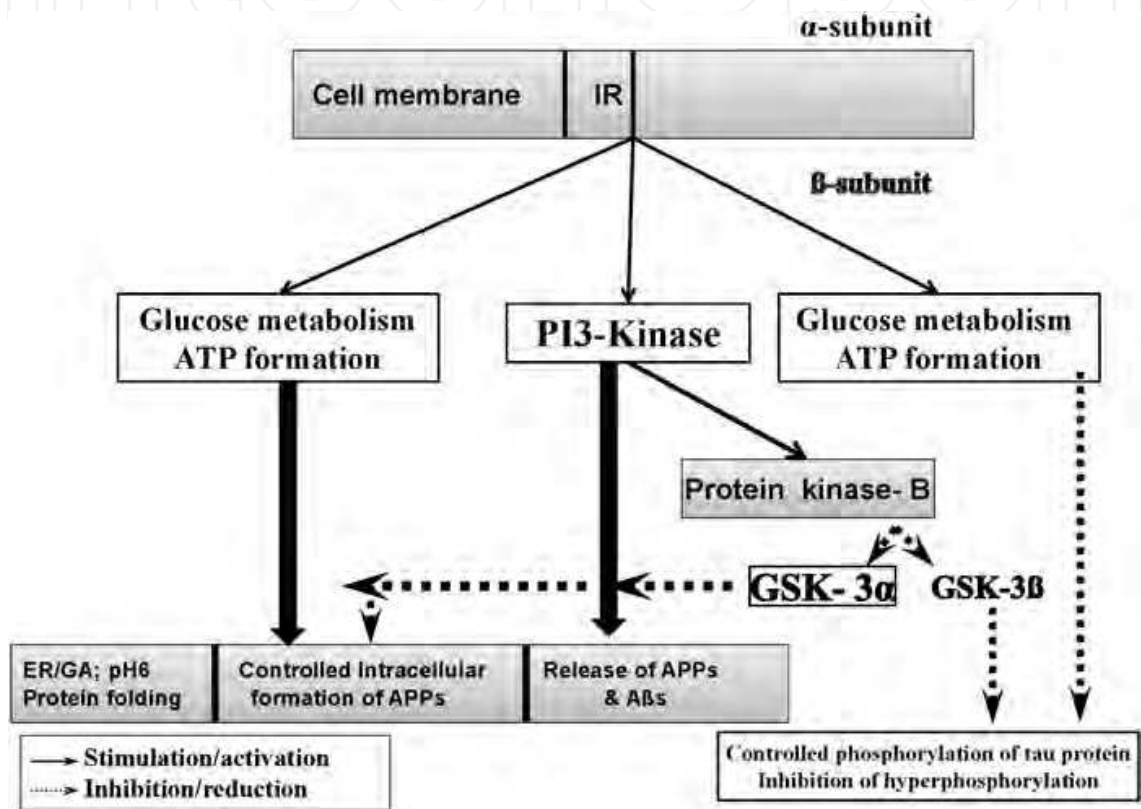 α-subunit
Cell membrane
IR
ß-subunit
Glucose metabolism
ATP formation
PI3-Kinase
Glucose metabolism
ATP formation
Protein kinase- B
GSK- 3α
GSK-3ß
ER/GA; pH6
Protein folding
Controlled Intracellular
formation of APPs
Release of APPs
& Aßs
Stimulation/activation
Inhibition/reduction
Controlled phosphorylation of tau protein
Inhibition of hyperphosphorylation